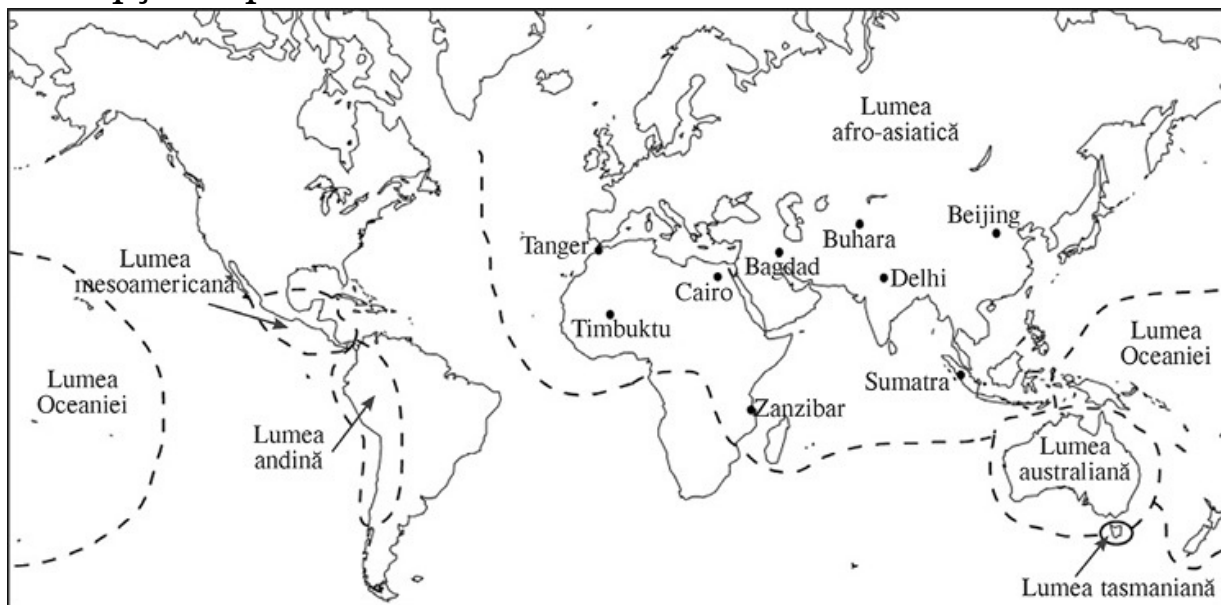 Lumea
afro-asiatică
Beijing
Buhara
Tanger
Bagdad
Delhi
Cairo
Lumea
mesoamericană
Timbuktu
Lumea
Oceaniei
Lumea
Oceaniei
Sumatra
Zanzibar
Lumea
andină
Lumea
australiană
Lumea tasmaniană